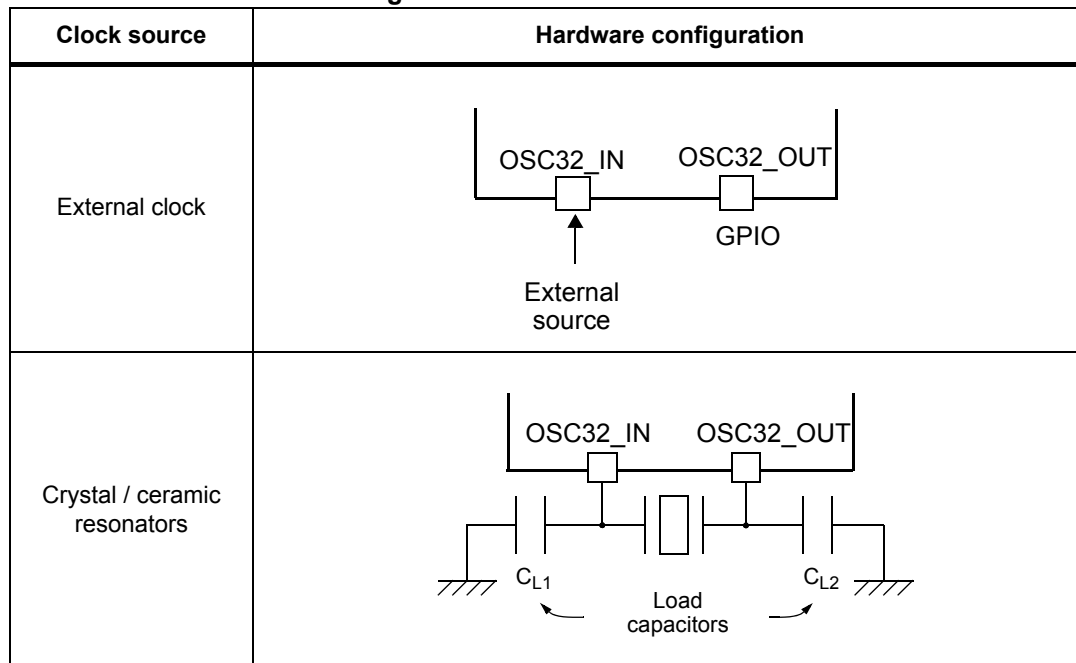 Clock source
Hardware configuration
External clock
OSC32_IN
OSC32_OUT
GPIO
External
source
Crystal / ceramic
resonators
OSC32_IN
OSC32_OUT
CL1
CL2
Load
capacitors